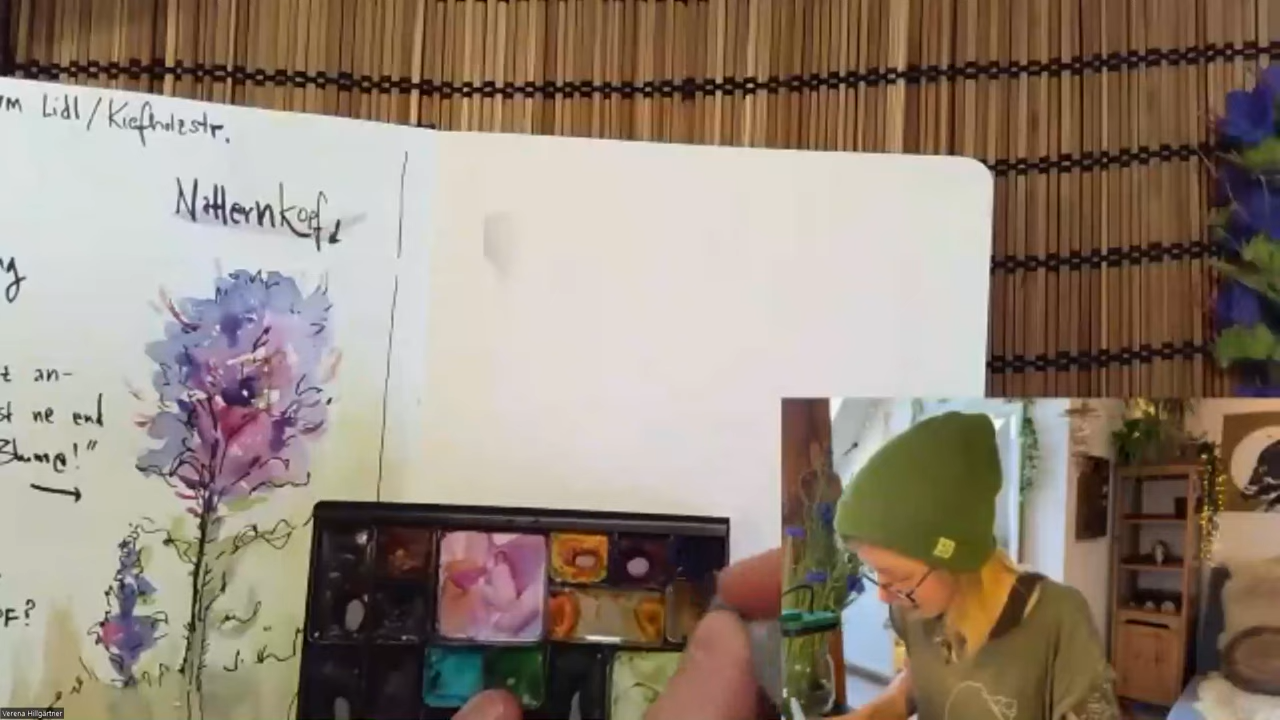 m Lidl/Kiefholzstr.
Natternkopf
y
t an-
st ne end
Blume!"
OF?
Verena Hillgärtner